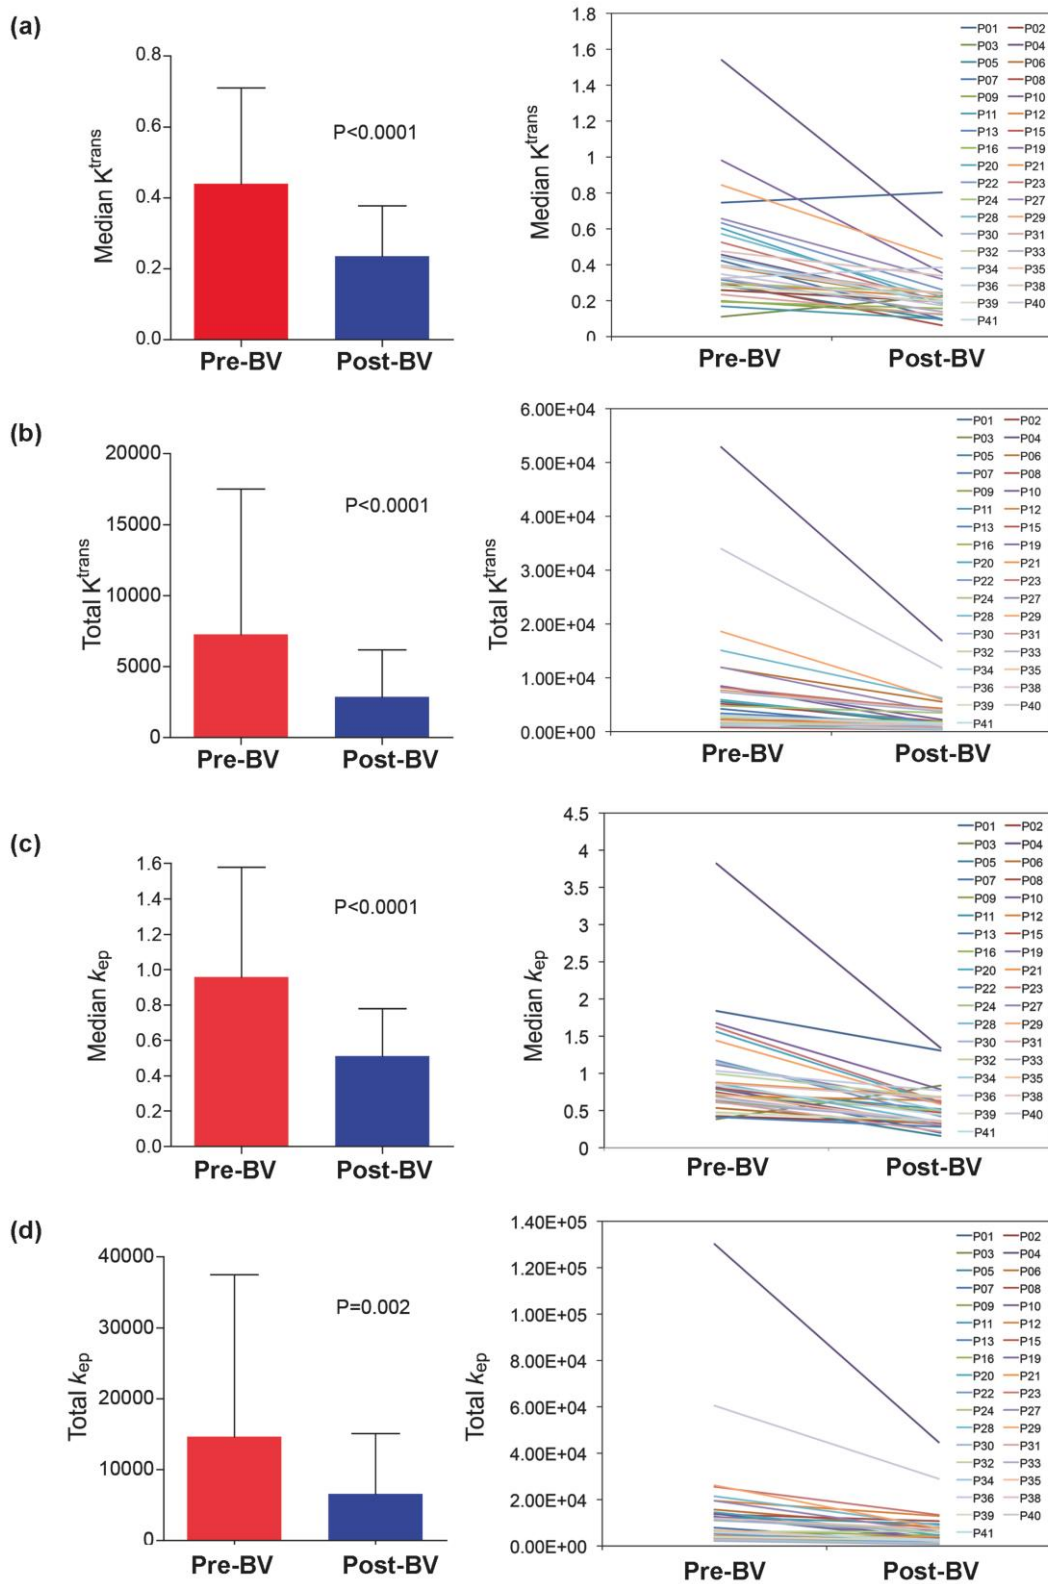 (a)
0.8
0.6
0.4
0.2
0.0
Median K^trans
P<0.0001
Pre-BV Post-BV
1.8
1.6
1.4
1.2
1
0.8
0.6
0.4
0.2
0
Median K^trans
Pre-BV Post-BV
P01 P02
P03 P04
P05 P06
P07 P08
P09 P10
P11 P12
P13 P15
P16 P19
P20 P21
P22 P23
P24 P27
P28 P29
P30 P31
P32 P33
P34 P35
P36 P38
P39 P40
P41
(b)
20000
15000
10000
5000
0
Total K^trans
P<0.0001
Pre-BV Post-BV
6.00E+04
5.00E+04
4.00E+04
3.00E+04
2.00E+04
1.00E+04
0.00E+00
Total K^trans
Pre-BV Post-BV
P01 P02
P03 P04
P05 P06
P07 P08
P09 P10
P11 P12
P13 P15
P16 P19
P20 P21
P22 P23
P24 P27
P28 P29
P30 P31
P32 P33
P34 P35
P36 P38
P39 P40
P41
(c)
1.6
1.4
1.2
1.0
0.8
0.6
0.4
0.2
0.0
Median k_ep
P<0.0001
Pre-BV Post-BV
4.5
4
3.5
3
2.5
2
1.5
1
0.5
0
Median k_ep
Pre-BV Post-BV
P01 P02
P03 P04
P05 P06
P07 P08
P09 P10
P11 P12
P13 P15
P16 P19
P20 P21
P22 P23
P24 P27
P28 P29
P30 P31
P32 P33
P34 P35
P36 P38
P39 P40
P41
(d)
40000
30000
20000
10000
0
Total k_ep
P=0.002
Pre-BV Post-BV
1.40E+05
1.20E+05
1.00E+05
8.00E+04
6.00E+04
4.00E+04
2.00E+04
0.00E+00
Total k_ep
Pre-BV Post-BV
P01 P02
P03 P04
P05 P06
P07 P08
P09 P10
P11 P12
P13 P15
P16 P19
P20 P21
P22 P23
P24 P27
P28 P29
P30 P31
P32 P33
P34 P35
P36 P38
P39 P40
P41